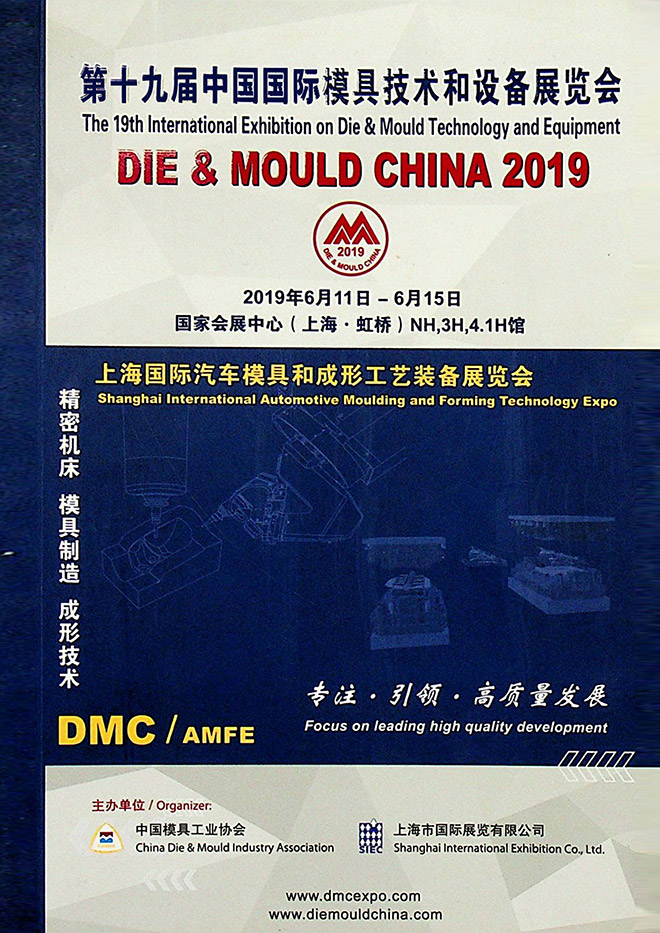 第十九届中国国际模具技术和设备展览会
The 19th International Exhibition on Die & Mould Technology and Equipment
DIE & MOULD CHINA 2019
2019
DIE & MOULD CHINA
2019年6月11日 – 6月15日
国家会展中心（上海 · 虹桥）NH,3H,4.1H馆
上海国际汽车模具和成形工艺装备展览会
Shanghai International Automotive Moulding and Forming Technology Expo
精密机床 模具制造 成形技术
专注 · 引领 · 高质量发展
Focus on leading high quality development
DMC / AMFE
主办单位 / Organizer:
中国模具工业协会
China Die & Mould Industry Association
SIEC
上海市国际展览有限公司
Shanghai International Exhibition Co., Ltd.
www.dmcexpo.com
www.diemouldchina.com